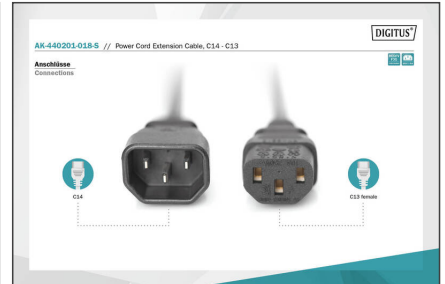 DIGITUS®
AK-440201-018-S // Power Cord Extension Cable, C14 - C13
Anschlüsse
Connections
C14
C13 female